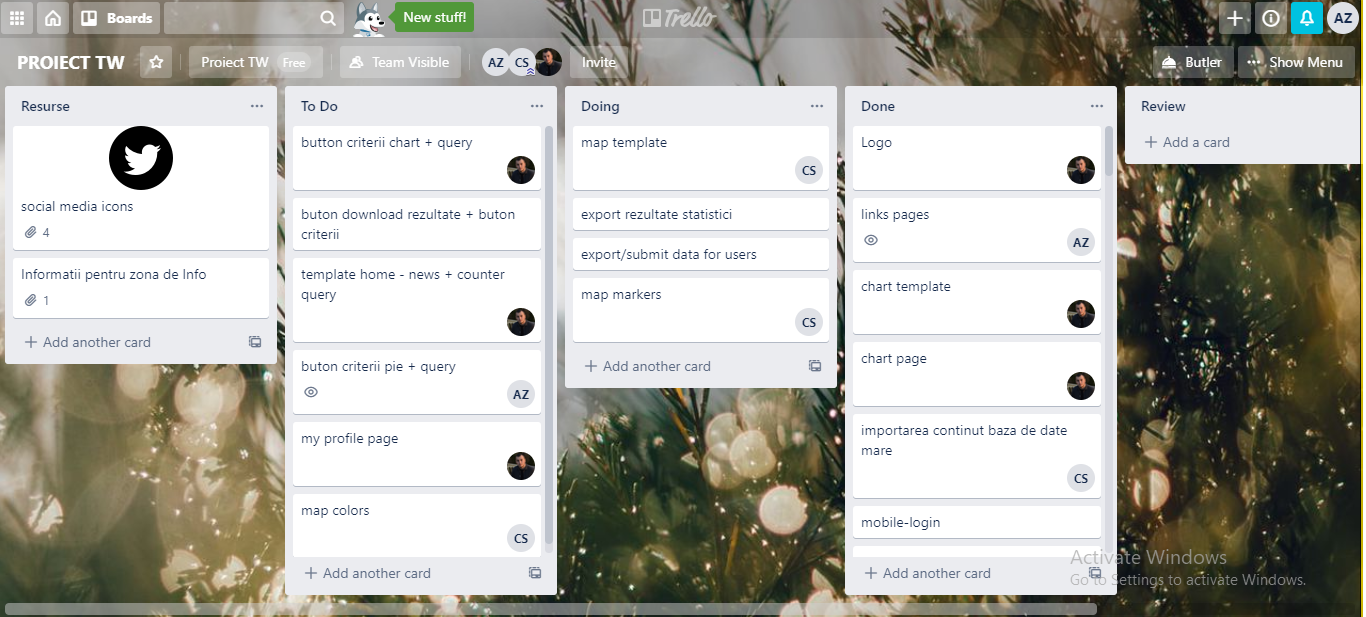 Boards
New stuff!
Trello
AZ
PROIECT TW
Proiect TW Free
Team Visible
AZ CS
Invite
Butler
Show Menu
Resurse
social media icons
4
Informatii pentru zona de Info
1
Add another card
To Do
button criterii chart + query
buton download rezultate + buton
criterii
template home - news + counter
query
buton criterii pie + query
AZ
my profile page
map colors
CS
Add another card
Doing
map template
CS
export rezultate statistici
export/submit data for users
map markers
CS
Add another card
Done
Logo
links pages
AZ
chart template
chart page
importarea continut baza de date
mare
CS
mobile-login
Add another card
Review
Add a card
Activate Windows
Go to Settings to activate Windows.